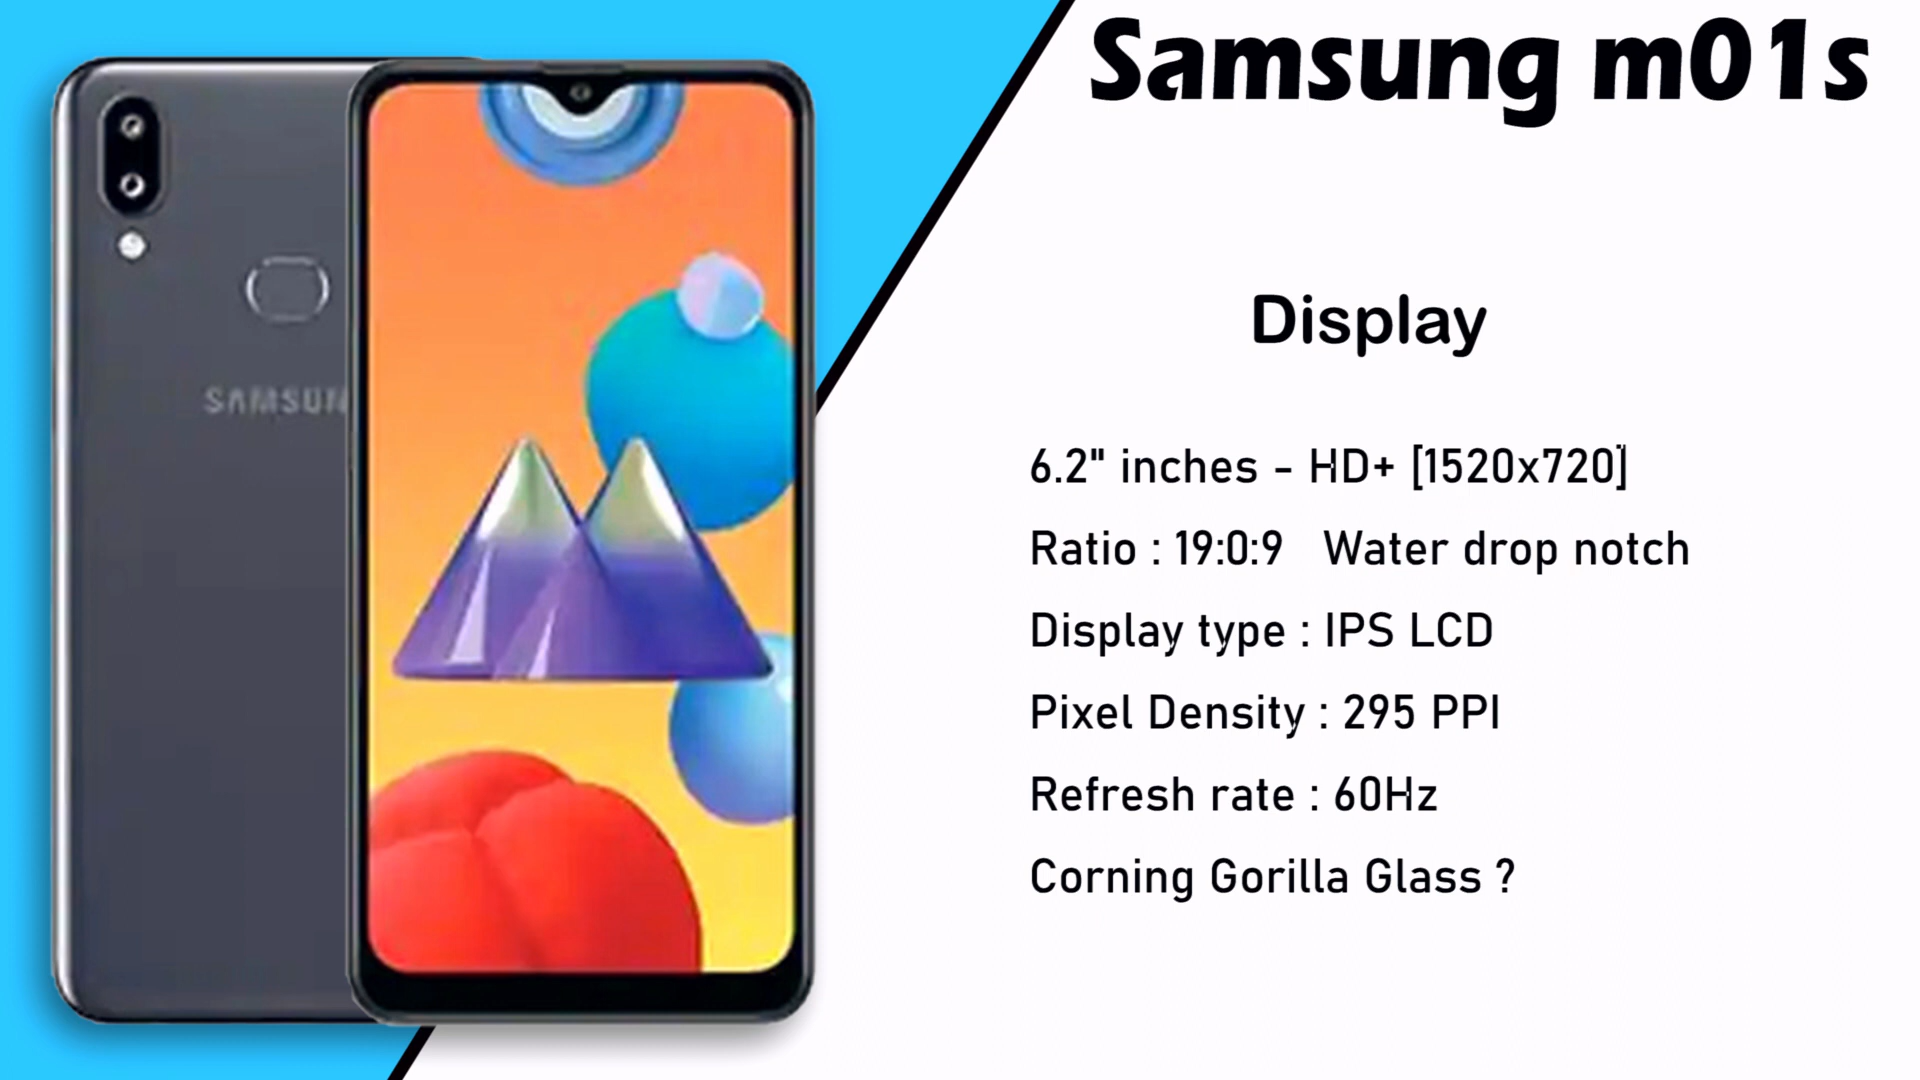 Samsung m01s
SAMSUN
Display
6.2" inches - HD+ [1520x720]
Ratio : 19:0:9 Water drop notch
Display type : IPS LCD
Pixel Density : 295 PPI
Refresh rate : 60Hz
Corning Gorilla Glass ?